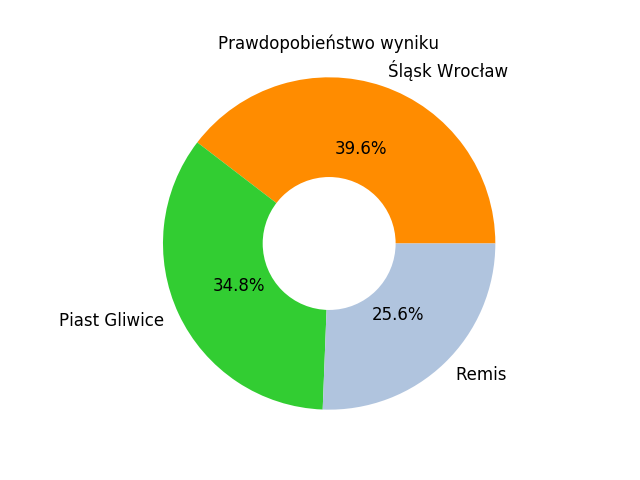 Prawdopobieństwo wyniku
Śląsk Wrocław
39.6%
34.8%
25.6%
Piast Gliwice
Remis